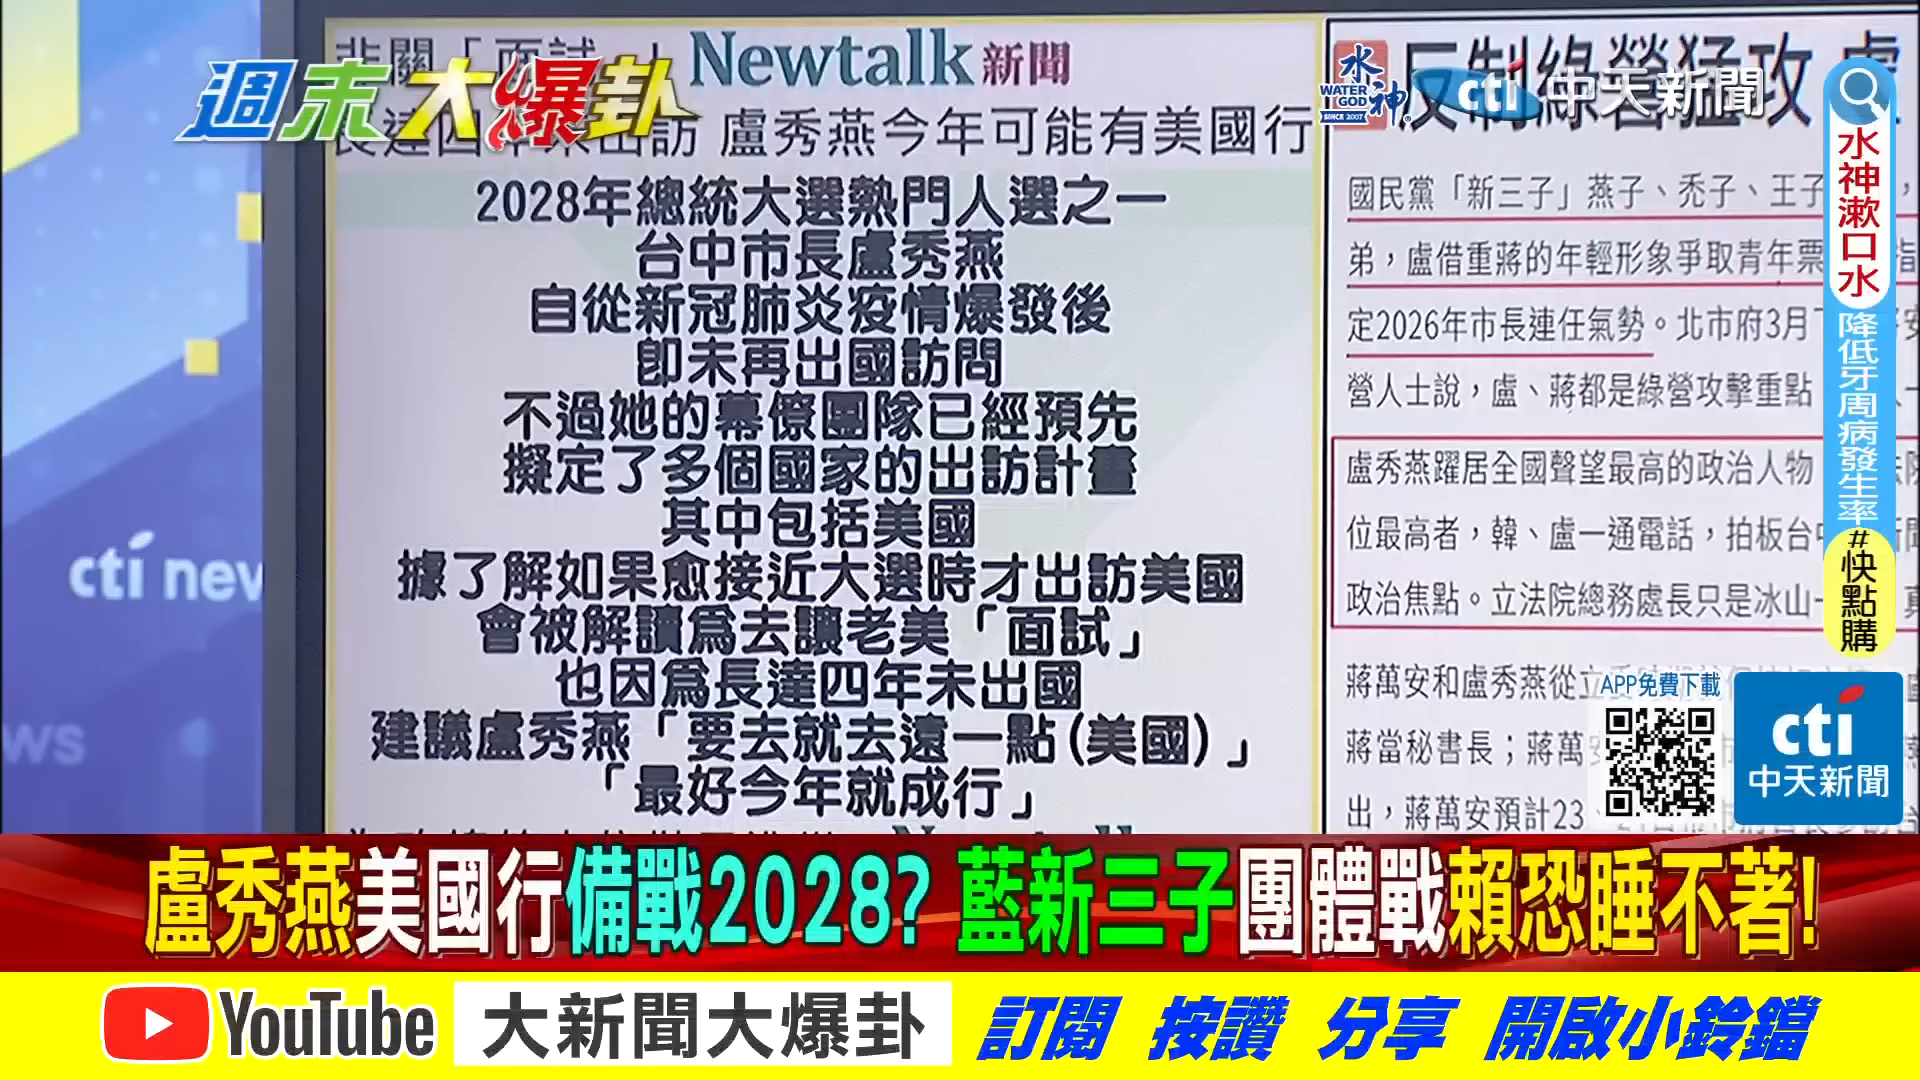 週末大爆卦
Newtalk新聞
盧秀燕今年可能有美國行
2028年總統大選熱門人選之一
台中市長盧秀燕
自從新冠肺炎疫情爆發後
即未再出國訪問
不過她的幕僚團隊已經預先
擬定了多個國家的出訪計畫
其中包括美國
據了解如果愈接近大選時才出訪美國
會被解讀為去讓老美「面試」
也因為長達四年未出國
建議盧秀燕「要去就去遠一點(美國)」
「最好今年就成行」
cti new
ws
反制綠營猛攻
水神
WATER GOD
SINCE 2007
cti 中天新聞
國民黨「新三子」燕子、禿子、王子
弟，盧借重蔣的年輕形象爭取青年票
定2026年市長連任氣勢。北市府3月
營人士說，盧、蔣都是綠營攻擊重點
盧秀燕躍居全國聲望最高的政治人物
位最高者，韓、盧一通電話，拍板台
政治焦點。立法院總務處長只是冰山
蔣萬安和盧秀燕從立
蔣當秘書長；蔣萬
出，蔣萬安預計23
水神漱口水
降低牙周病發生率
#快點購
APP免費下載
cti
中天新聞
盧秀燕美國行備戰2028? 藍新三子團體戰賴恐睡不著!
YouTube 大新聞大爆卦 訂閱 按讚 分享 開啟小鈴鐺